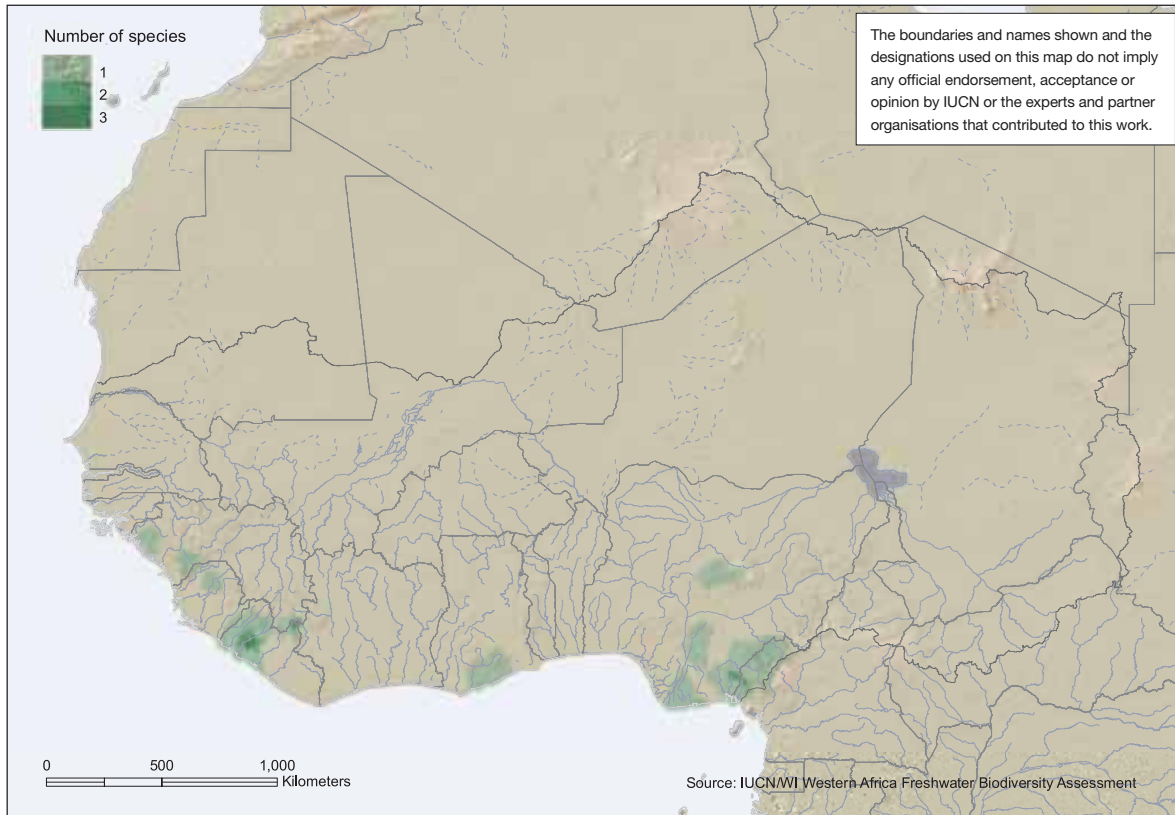 Number of species
1
2
3
The boundaries and names shown and the
designations used on this map do not imply
any official endorsement, acceptance or
opinion by IUCN or the experts and partner
organisations that contributed to this work.
0 500 1,000
Kilometers
Source: IUCN/WI Western Africa Freshwater Biodiversity Assessment